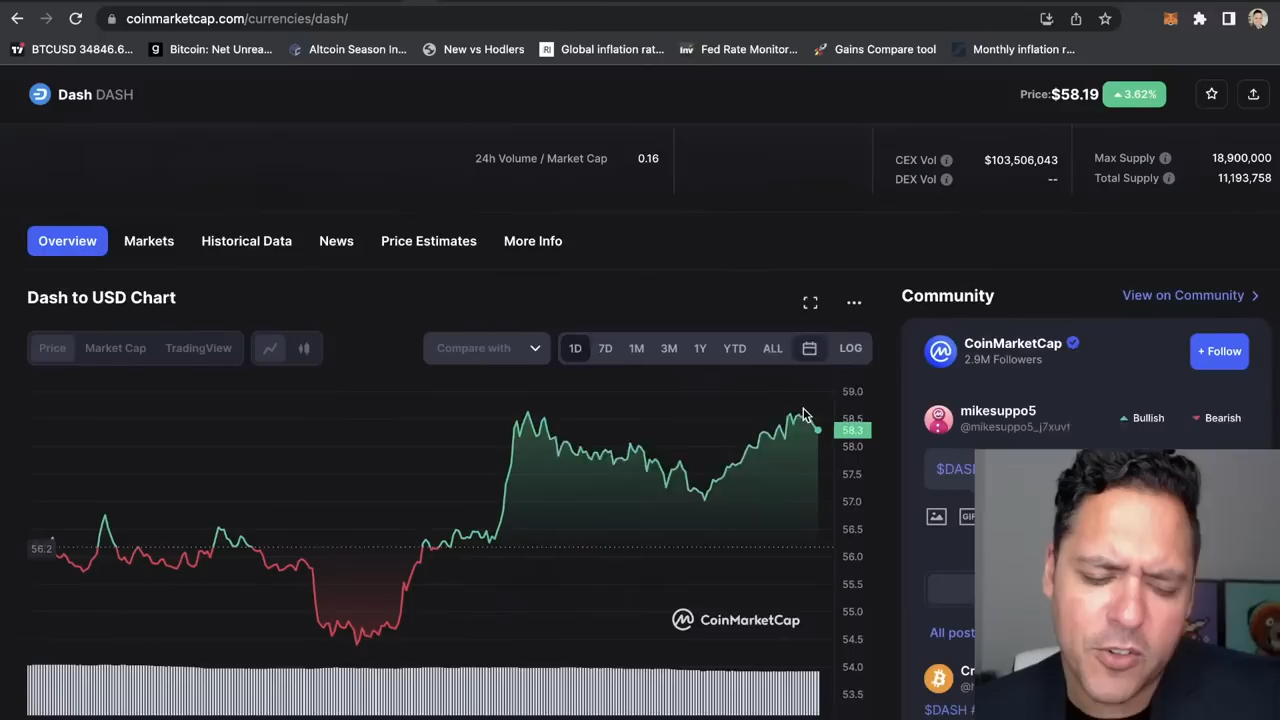 coinmarketcap.com/currencies/dash/
BTCUSD 34846.6... Bitcoin: Net Unrea... Altcoin Season In... New vs Hodlers Global inflation rat... Fed Rate Monitor... Gains Compare tool Monthly inflation r...
Dash DASH
Price:$58.19 3.62%
24h Volume / Market Cap 0.16
CEX Vol $103,506,043
DEX Vol --
Max Supply 18,900,000
Total Supply 11,193,758
Overview Markets Historical Data News Price Estimates More Info
Dash to USD Chart
Price Market Cap TradingView
Compare with
1D 7D 1M 3M 1Y YTD ALL LOG
59.0
58.5
58.3
58.0
57.5
57.0
56.5
56.2
56.0
55.5
55.0
54.5
54.0
53.5
CoinMarketCap
Community View on Community
CoinMarketCap
2.9M Followers
+ Follow
mikesuppo5
@mikesuppo5_j7xuvt
Bullish Bearish
$DAS
GIF
All post
Cr
$DASH